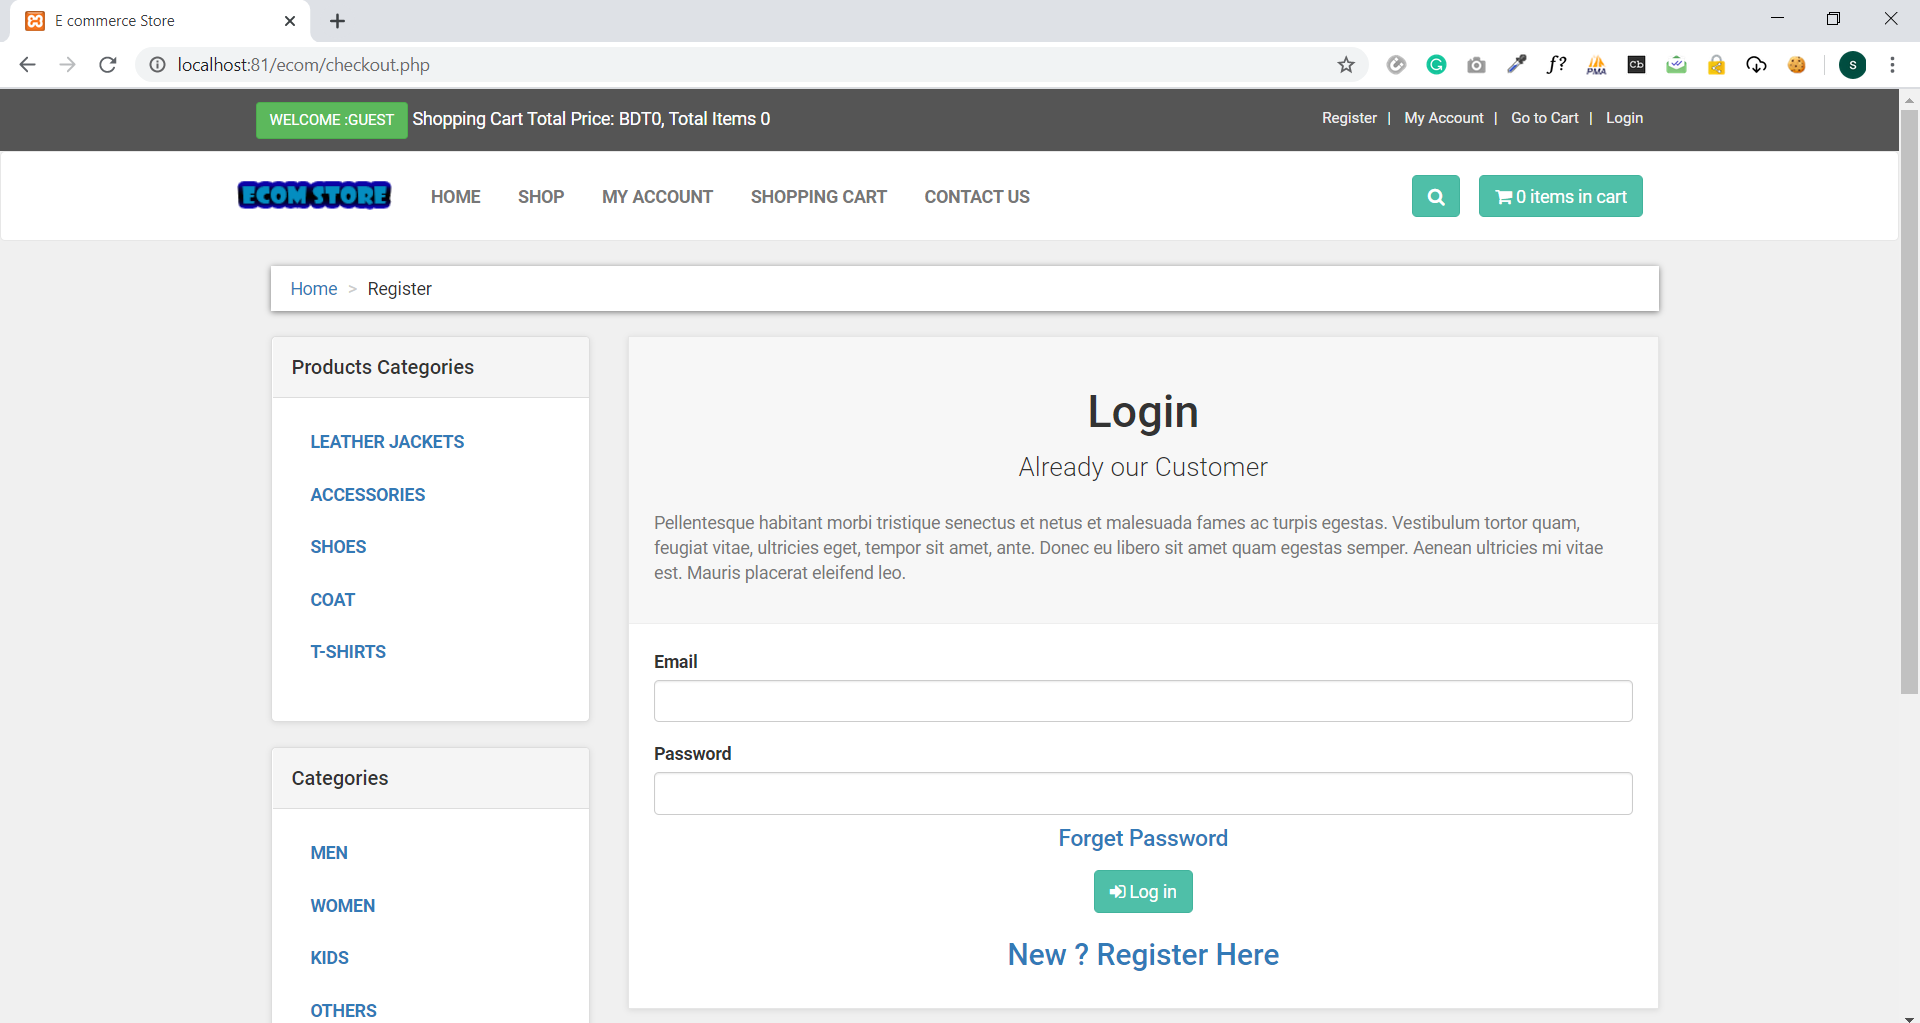 E commerce Store
localhost:81/ecom/checkout.php
f?
PMA
cb
s
WELCOME :GUEST Shopping Cart Total Price: BDT0, Total Items 0
Register | My Account | Go to Cart | Login
ECOM STORE
HOME SHOP MY ACCOUNT SHOPPING CART CONTACT US
0 items in cart
Home > Register
Products Categories
LEATHER JACKETS
ACCESSORIES
SHOES
COAT
T-SHIRTS
Categories
MEN
WOMEN
KIDS
OTHERS
Login
Already our Customer
Pellentesque habitant morbi tristique senectus et netus et malesuada fames ac turpis egestas. Vestibulum tortor quam,
feugiat vitae, ultricies eget, tempor sit amet, ante. Donec eu libero sit amet quam egestas semper. Aenean ultricies mi vitae
est. Mauris placerat eleifend leo.
Email
Password
Forget Password
Log in
New ? Register Here